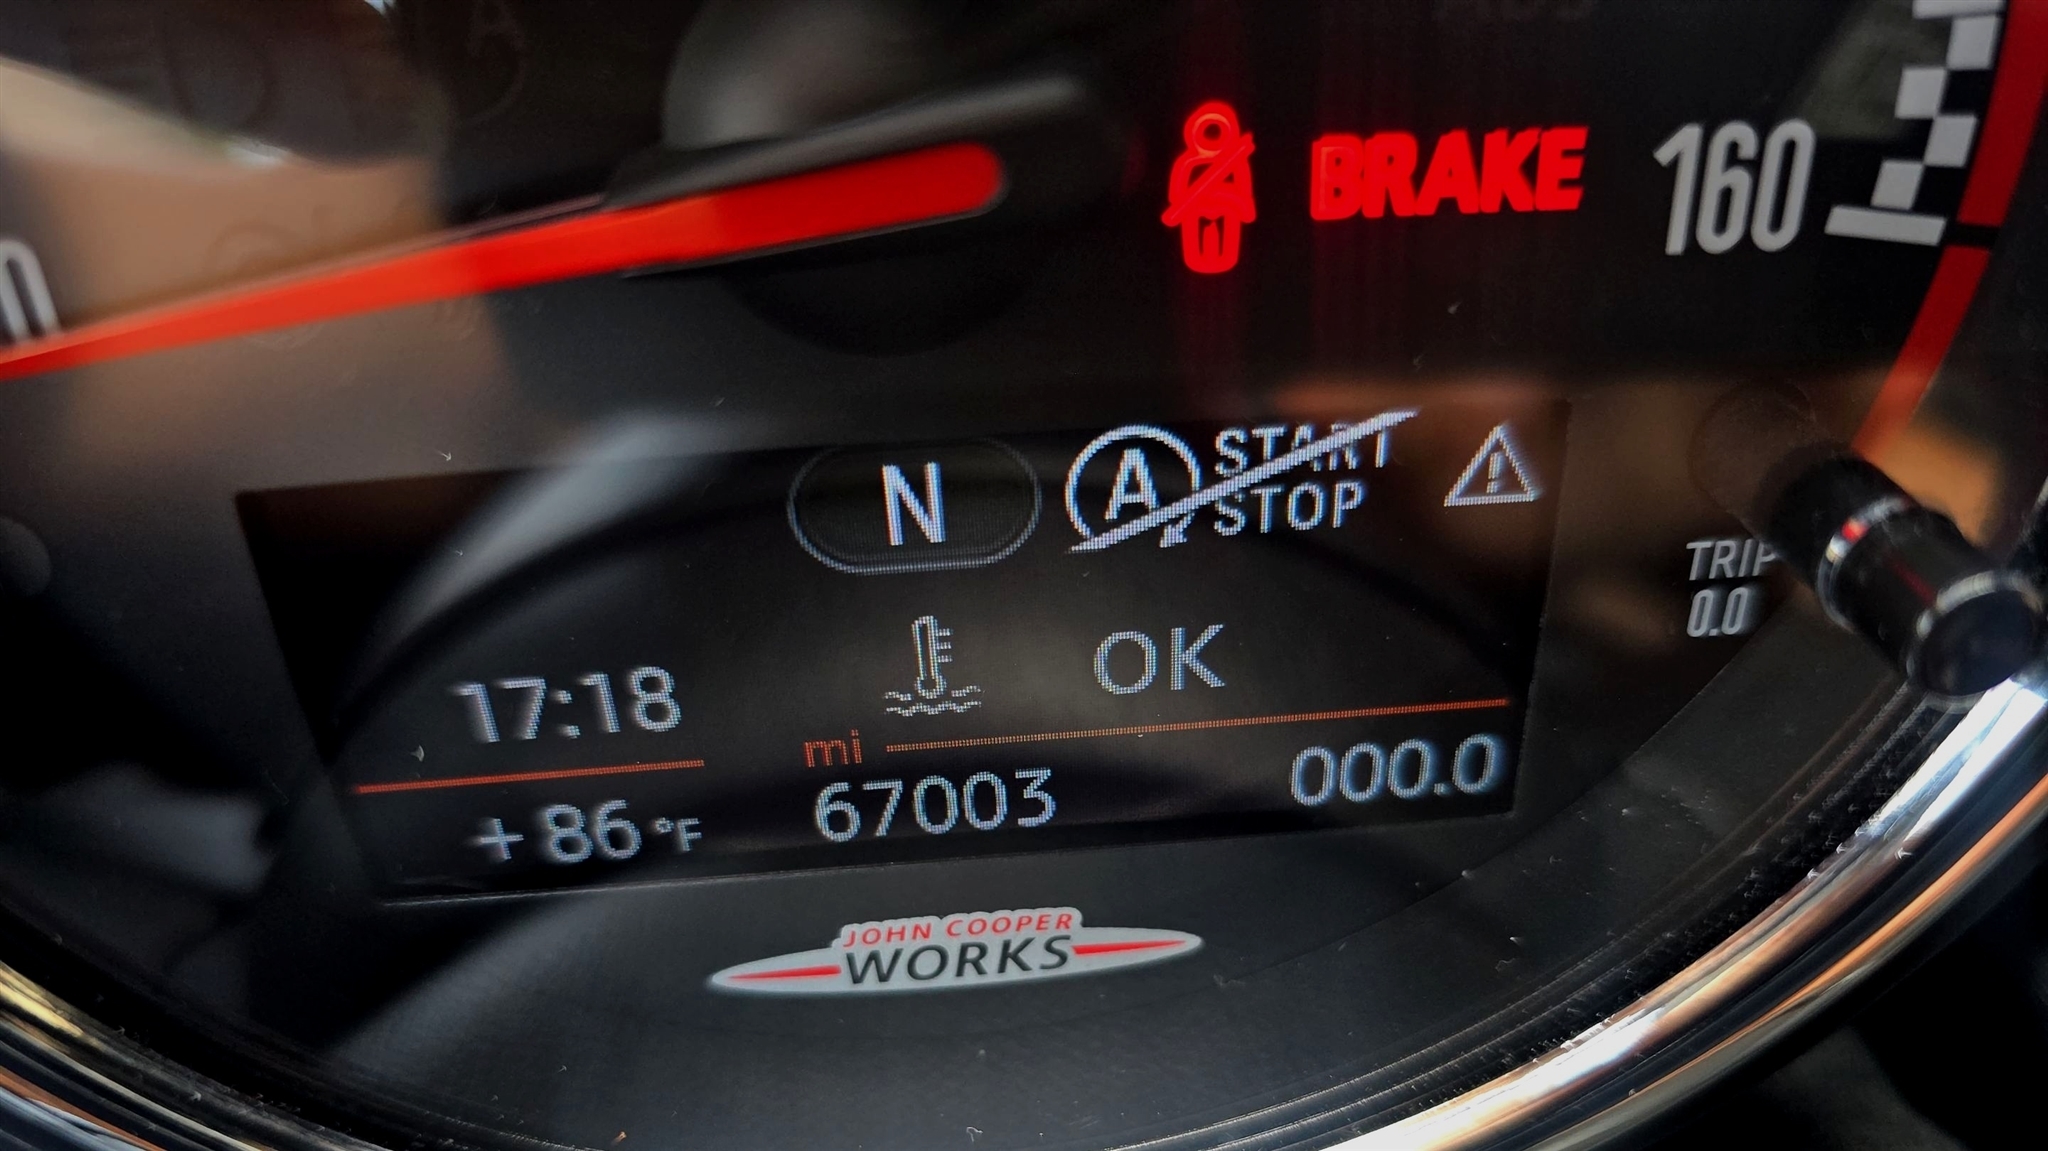 BRAKE
160
N
A
START
STOP
TRIP
0.0
17:18
OK
mi
+86 °F
67003
000.0
JOHN COOPER
WORKS